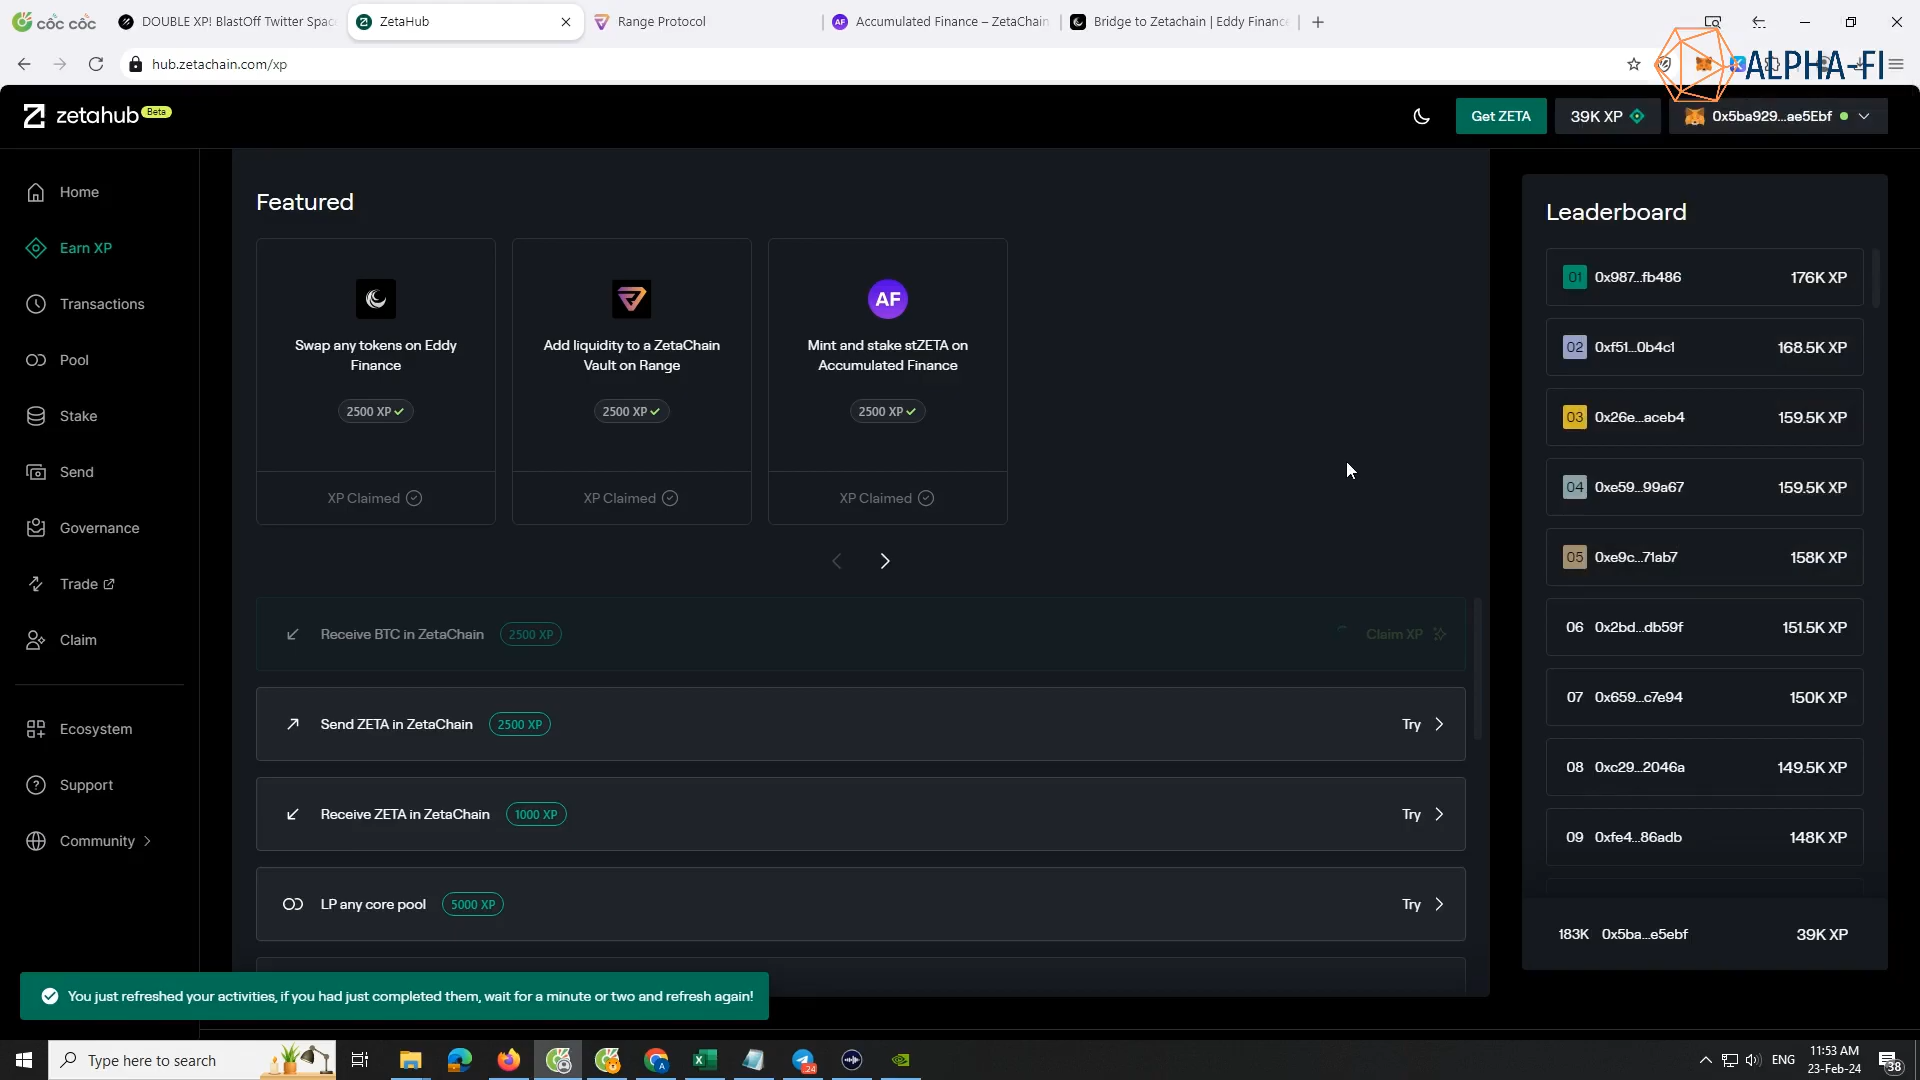 cốc cốc
DOUBLE XP! BlastOff Twitter Spac
ZetaHub
Range Protocol
Accumulated Finance – ZetaChain
Bridge to Zetachain | Eddy Finance
hub.zetachain.com/xp
ALPHA-FI
zetahub Beta
Get ZETA
39K XP
0x5ba929...ae5Ebf
Home
Earn XP
Transactions
Pool
Stake
Send
Governance
Trade
Claim
Ecosystem
Support
Community
Featured
Swap any tokens on Eddy
Finance
2500 XP
XP Claimed
Add liquidity to a ZetaChain
Vault on Range
2500 XP
XP Claimed
AF
Mint and stake stZETA on
Accumulated Finance
2500 XP
XP Claimed
Receive BTC in ZetaChain 2500 XP Claim XP
Send ZETA in ZetaChain 2500 XP Try
Receive ZETA in ZetaChain 1000 XP Try
LP any core pool 5000 XP Try
Leaderboard
01 0x987...fb486 176K XP
02 0xf51...0b4c1 168.5K XP
03 0x26e...aceb4 159.5K XP
04 0xe59...99a67 159.5K XP
05 0xe9c...71ab7 158K XP
06 0x2bd...db59f 151.5K XP
07 0x659...c7e94 150K XP
08 0xc29...2046a 149.5K XP
09 0xfe4...86adb 148K XP
183K 0x5ba...e5ebf 39K XP
You just refreshed your activities, if you had just completed them, wait for a minute or two and refresh again!
Type here to search
24
ENG
11:53 AM
23-Feb-24
38